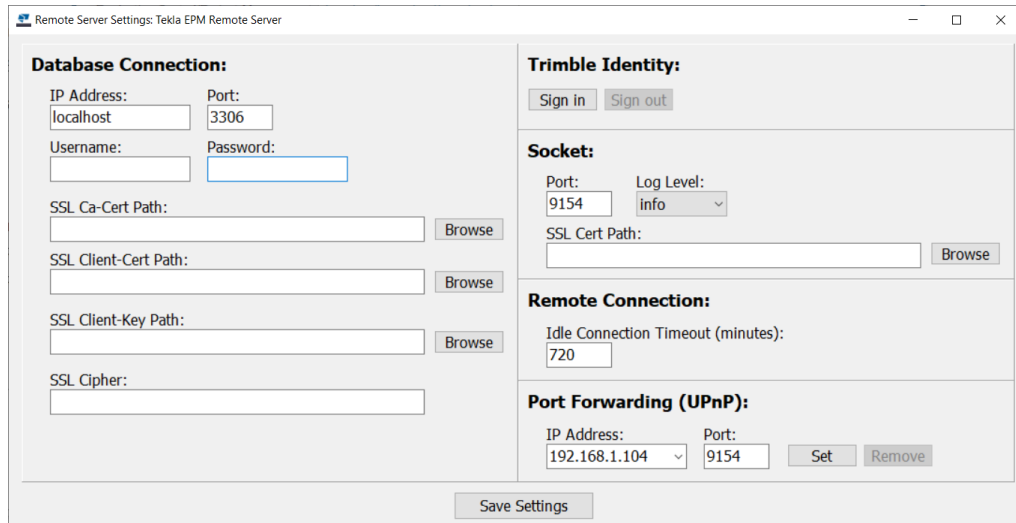 Remote Server Settings: Tekla EPM Remote Server
Database Connection:
IP Address: Port:
localhost 3306
Username: Password:
SSL Ca-Cert Path:
Browse
SSL Client-Cert Path:
Browse
SSL Client-Key Path:
Browse
SSL Cipher:
Trimble Identity:
Sign in Sign out
Socket:
Port: Log Level:
9154 info
SSL Cert Path:
Browse
Remote Connection:
Idle Connection Timeout (minutes):
720
Port Forwarding (UPnP):
IP Address: Port:
192.168.1.104 9154 Set Remove
Save Settings